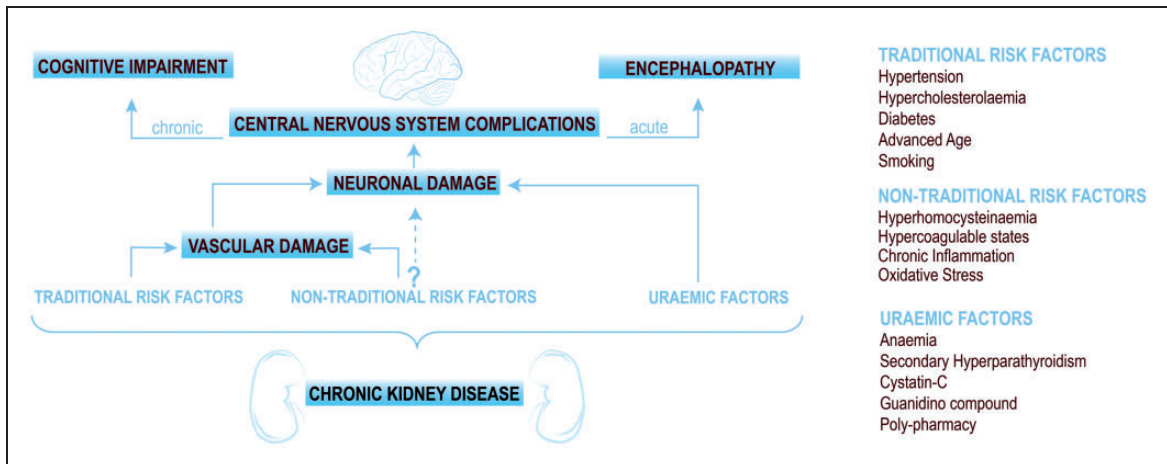 COGNITIVE IMPAIRMENT
ENCEPHALOPATHY
chronic
CENTRAL NERVOUS SYSTEM COMPLICATIONS
acute
NEURONAL DAMAGE
VASCULAR DAMAGE
?
TRADITIONAL RISK FACTORS
NON-TRADITIONAL RISK FACTORS
URAEMIC FACTORS
CHRONIC KIDNEY DISEASE
TRADITIONAL RISK FACTORS
Hypertension
Hypercholesterolaemia
Diabetes
Advanced Age
Smoking
NON-TRADITIONAL RISK FACTORS
Hyperhomocysteinaemia
Hypercoagulable states
Chronic Inflammation
Oxidative Stress
URAEMIC FACTORS
Anaemia
Secondary Hyperparathyroidism
Cystatin-C
Guanidino compound
Poly-pharmacy